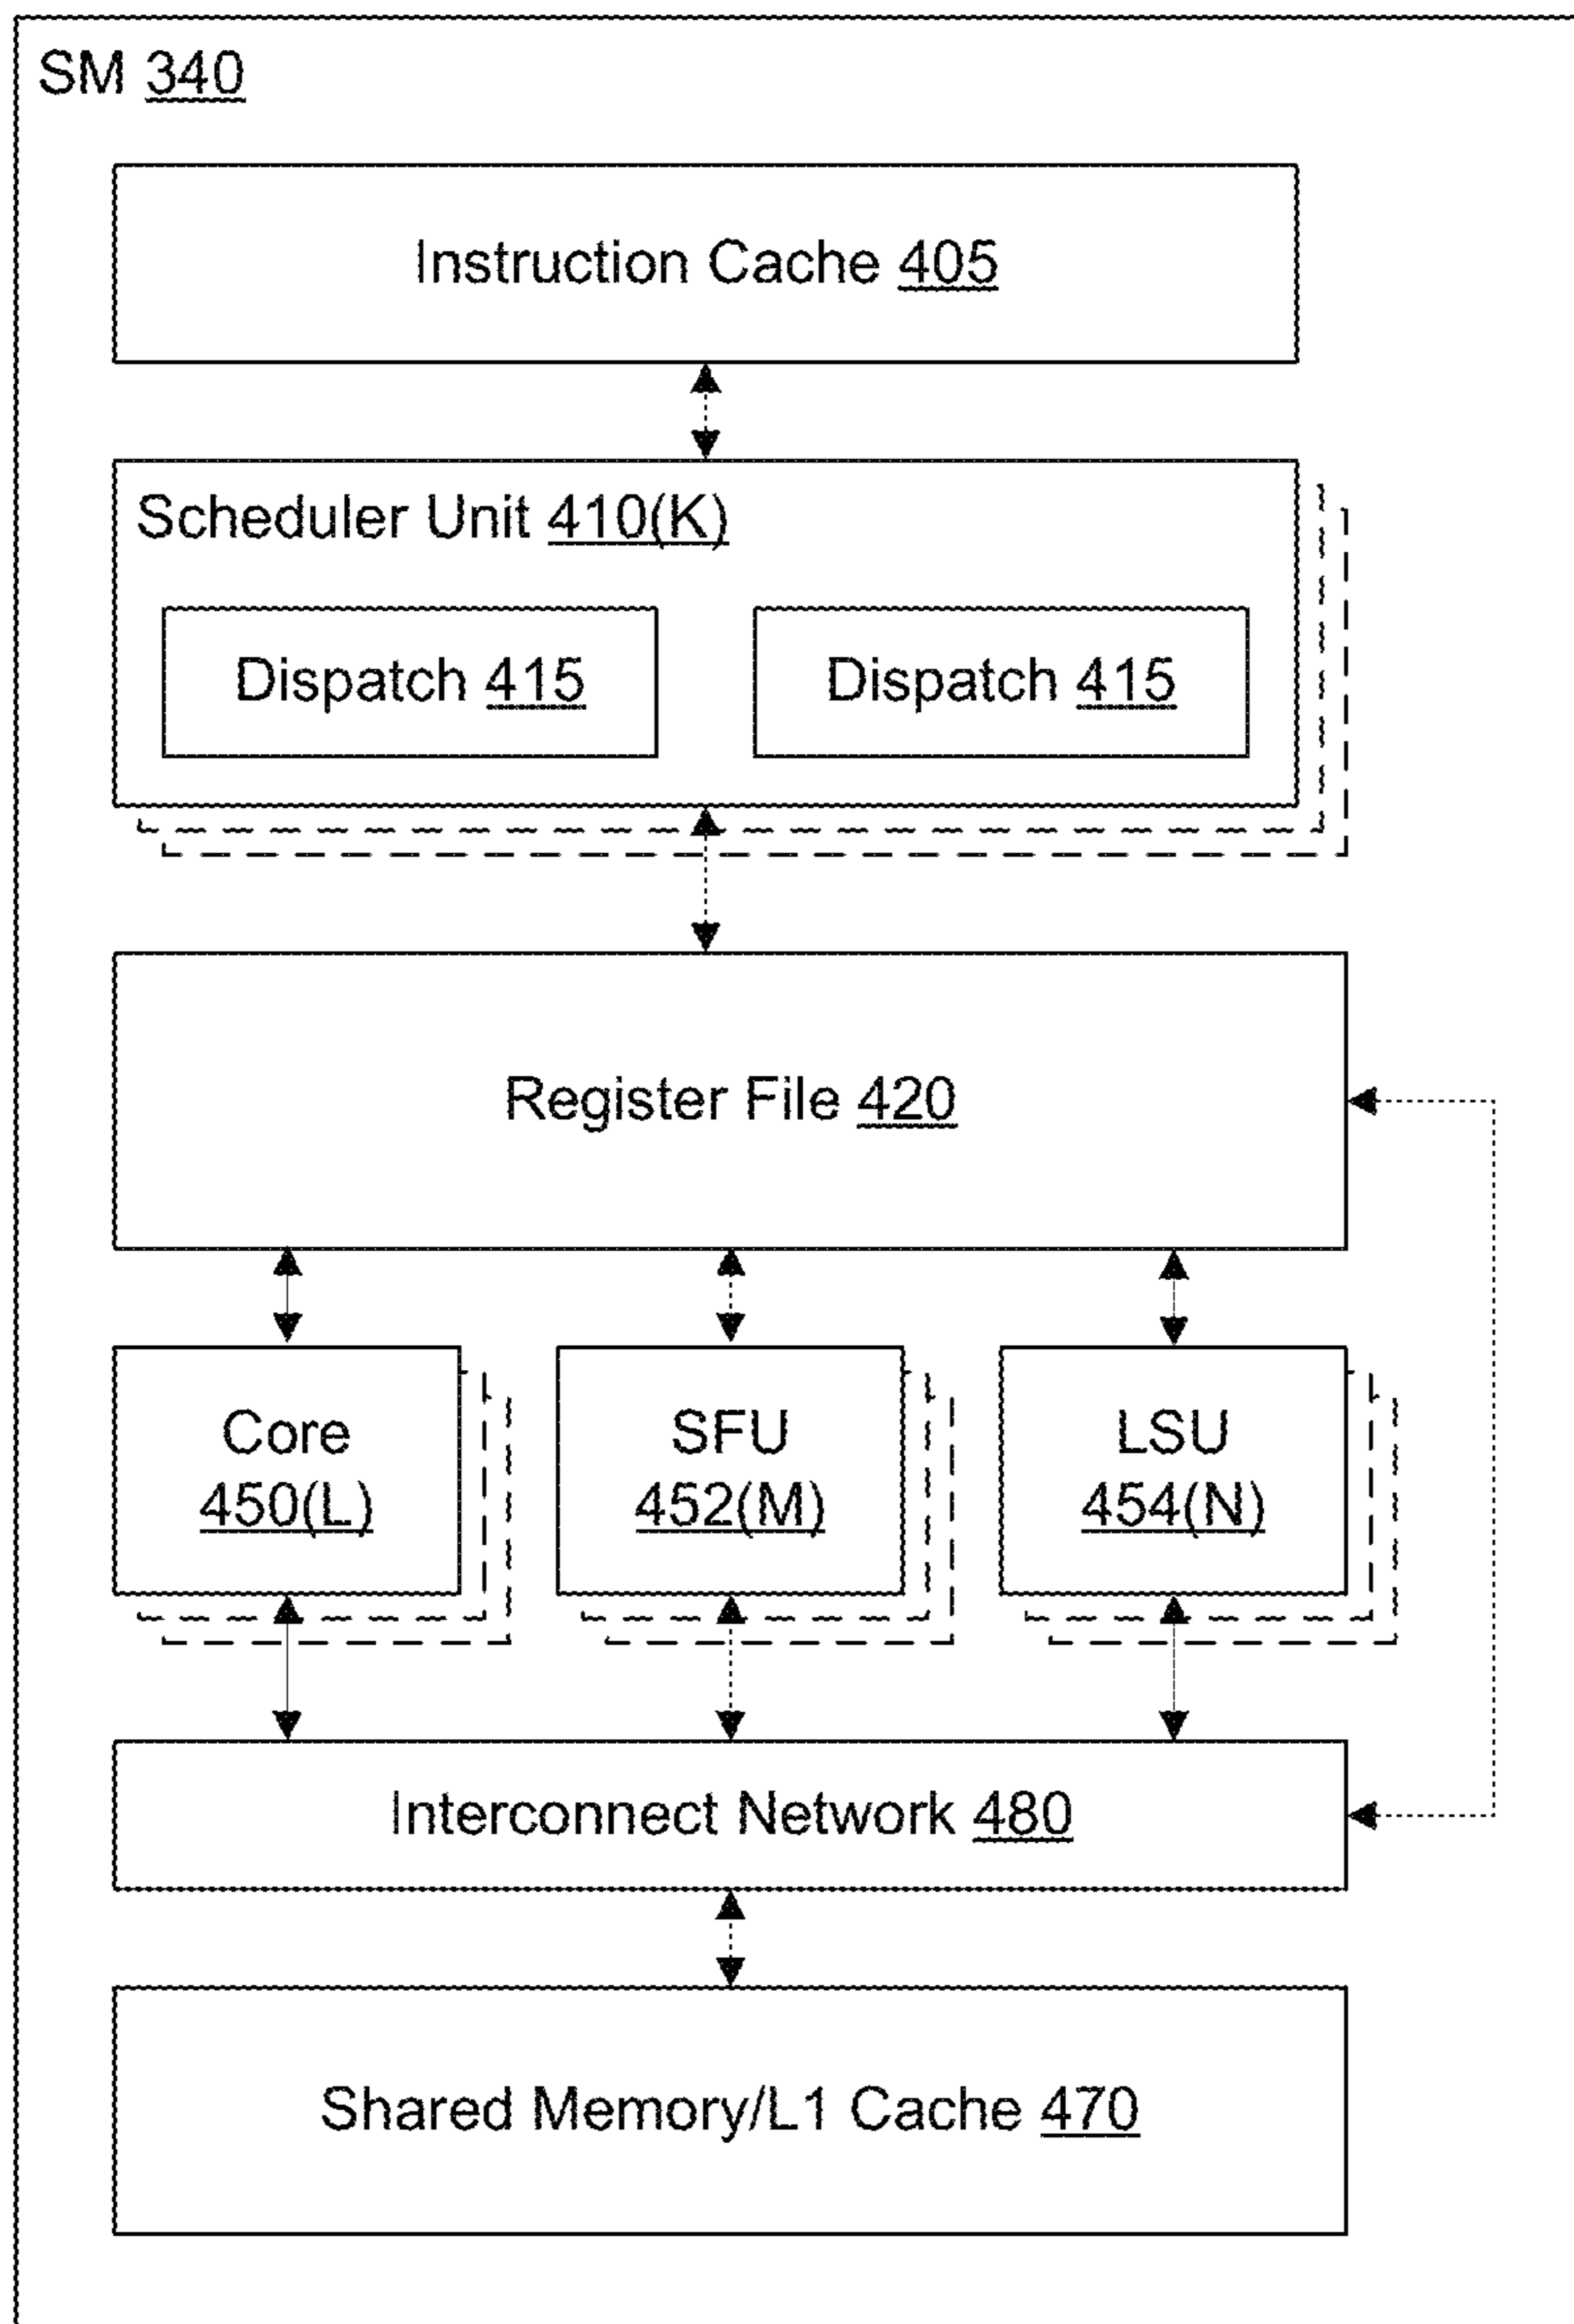 SM 340
Instruction Cache 405
Scheduler Unit 410(K)
Dispatch 415
Dispatch 415
Register File 420
Core
450(L)
SFU
452(M)
LSU
454(N)
Interconnect Network 480
Shared Memory/L1 Cache 470